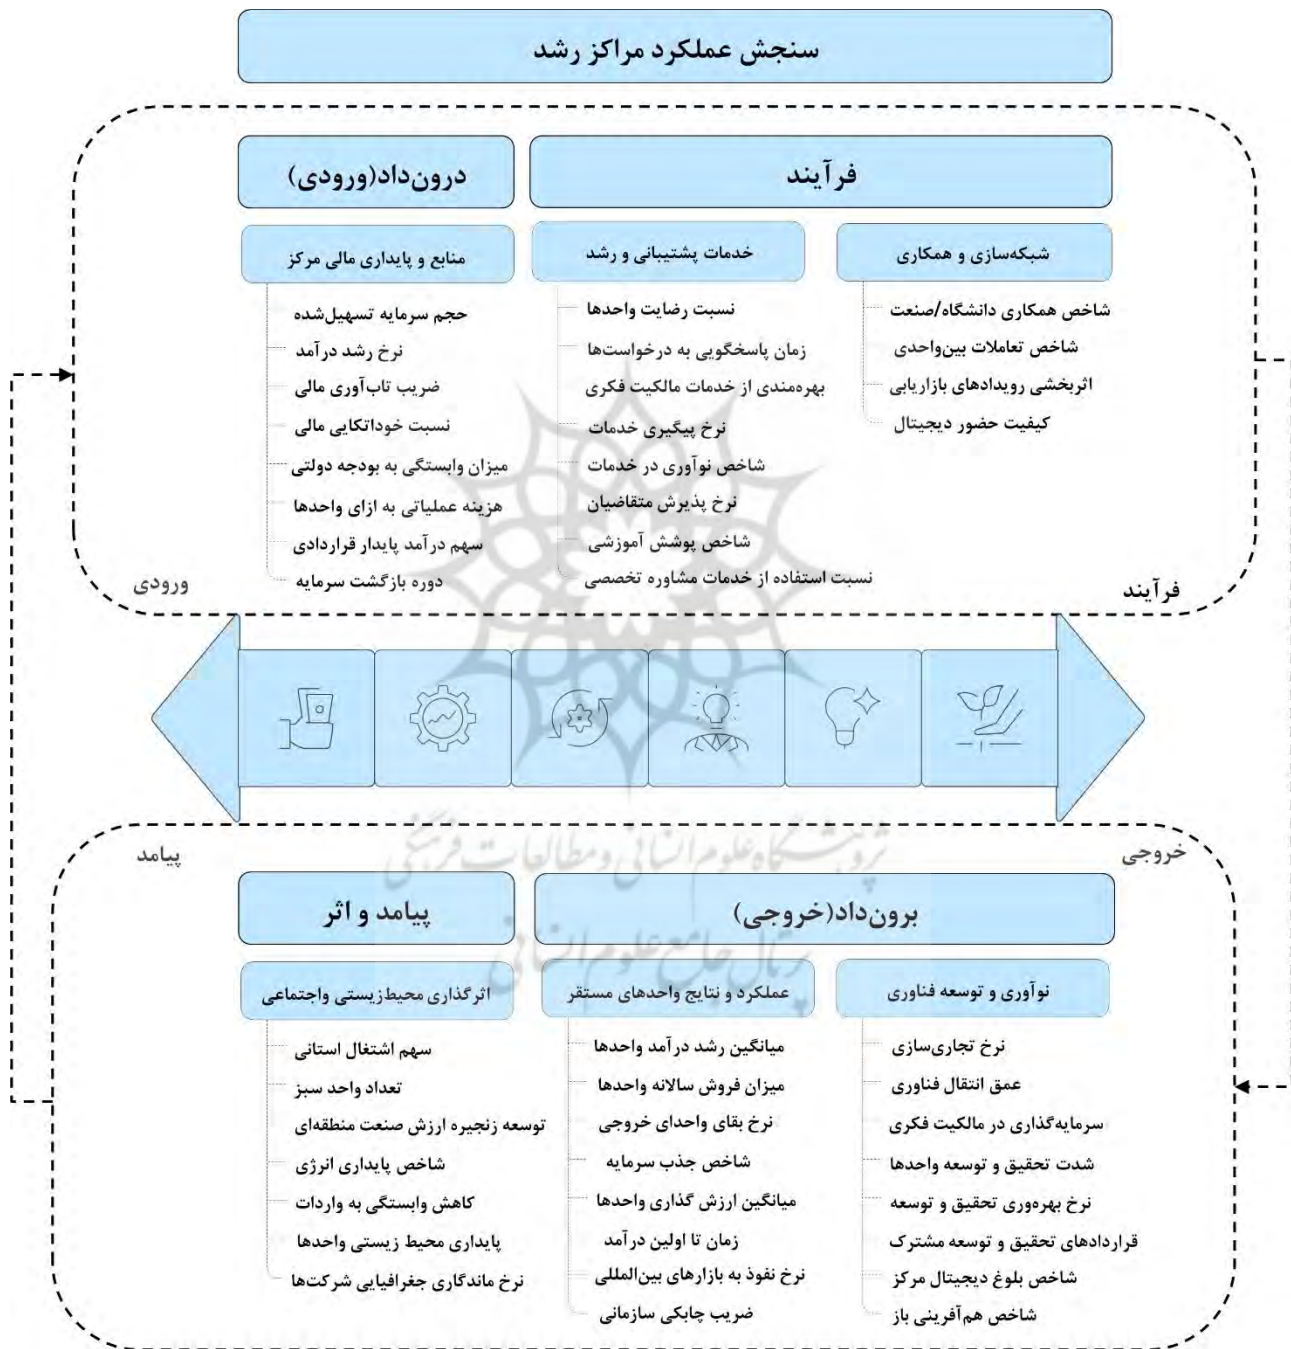 سنجش عملکرد مراکز رشد
فرآیند
درون‌داد(ورودی)
شبکه‌سازی و همکاری
شاخص همکاری دانشگاه/صنعت
شاخص تعاملات بین‌واحدی
اثربخشی رویدادهای بازاریابی
کیفیت حضور دیجیتال
خدمات پشتیبانی و رشد
نسبت رضایت واحدها
زمان پاسخگویی به درخواست‌ها
بهره‌مندی از خدمات مالکیت فکری
نرخ پیگیری خدمات
شاخص نوآوری در خدمات
نرخ پذیرش متقاضیان
شاخص پوشش آموزشی
نسبت استفاده از خدمات مشاوره تخصصی
منابع و پایداری مالی مرکز
حجم سرمایه تسهیل‌شده
نرخ رشد درآمد
ضریب تاب‌آوری مالی
نسبت خوداتکایی مالی
میزان وابستگی به بودجه دولتی
هزینه عملیاتی به ازای واحدها
سهم درآمد پایدار قراردادی
دوره بازگشت سرمایه
فرآیند
ورودی
خروجی
پیامد
پژوهشگاه علوم انسانی و مطالعات فرهنگی
پرتال جامع علوم انسانی
برون‌داد(خروجی)
پیامد و اثر
نوآوری و توسعه فناوری
نرخ تجاری‌سازی
عمق انتقال فناوری
سرمایه‌گذاری در مالکیت فکری
شدت تحقیق و توسعه واحدها
نرخ بهره‌وری تحقیق و توسعه
قراردادهای تحقیق و توسعه مشترک
شاخص بلوغ دیجیتال مرکز
شاخص هم‌آفرینی باز
عملکرد و نتایج واحدهای مستقر
میانگین رشد درآمد واحدها
میزان فروش سالانه واحدها
نرخ بقای واحدای خروجی
شاخص جذب سرمایه
میانگین ارزش گذاری واحدها
زمان تا اولین درآمد
نرخ نفوذ به بازارهای بین‌المللی
ضریب چابکی سازمانی
اثرگذاری محیط‌زیستی واجتماعی
سهم اشتغال استانی
تعداد واحد سبز
توسعه زنجیره ارزش صنعت منطقه‌ای
شاخص پایداری انرژی
کاهش وابستگی به واردات
پایداری محیط زیستی واحدها
نرخ ماندگاری جغرافیایی شرکت‌ها